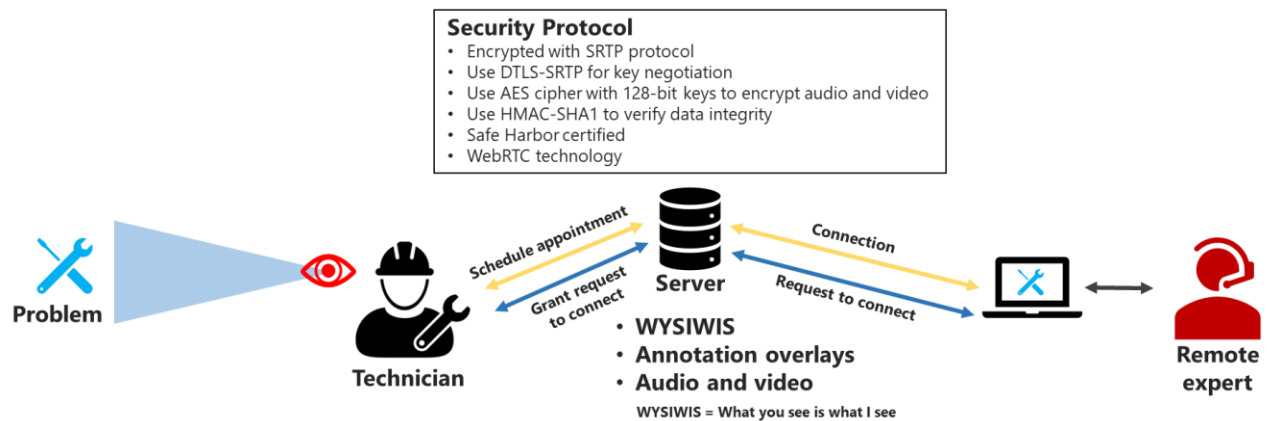 Security Protocol
• Encrypted with SRTP protocol
• Use DTLS-SRTP for key negotiation
• Use AES cipher with 128-bit keys to encrypt audio and video
• Use HMAC-SHA1 to verify data integrity
• Safe Harbor certified
• WebRTC technology
Problem
Technician
Schedule appointment
Grant request
to connect
Server
Connection
Request to connect
• WYSIWIS
• Annotation overlays
• Audio and video
WYSIWIS = What you see is what I see
Remote
expert